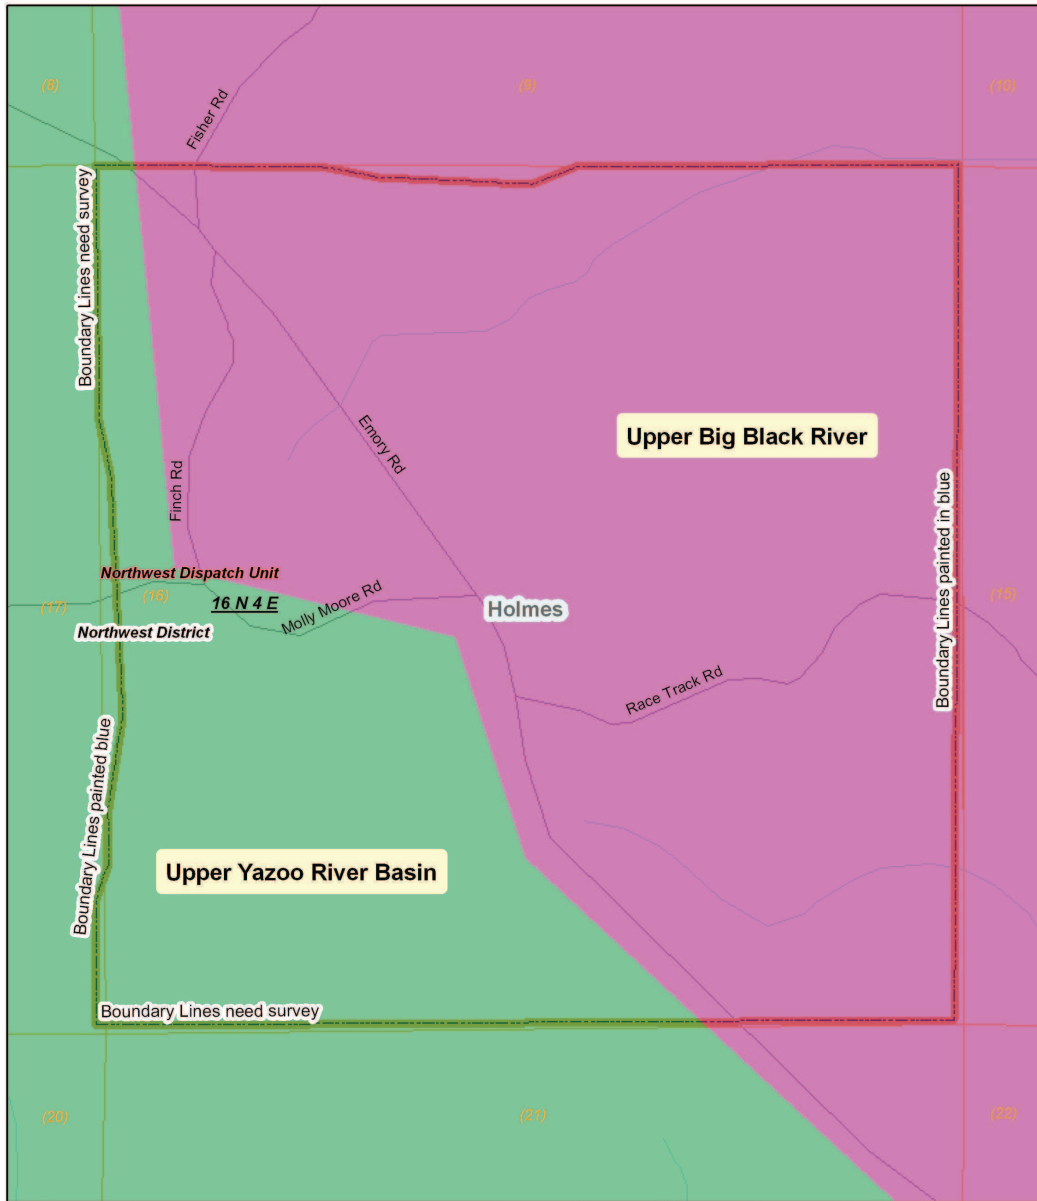 (8)
(9)
(10)
Fisher Rd
Boundary Lines need survey
Emory Rd
Upper Big Black River
Finch Rd
Boundary Lines painted in blue
Northwest Dispatch Unit
(17)
(16)
16 N 4 E
Molly Moore Rd
Holmes
(15)
Northwest District
Race Track Rd
Boundary Lines painted blue
Upper Yazoo River Basin
Boundary Lines need survey
(20)
(21)
(22)